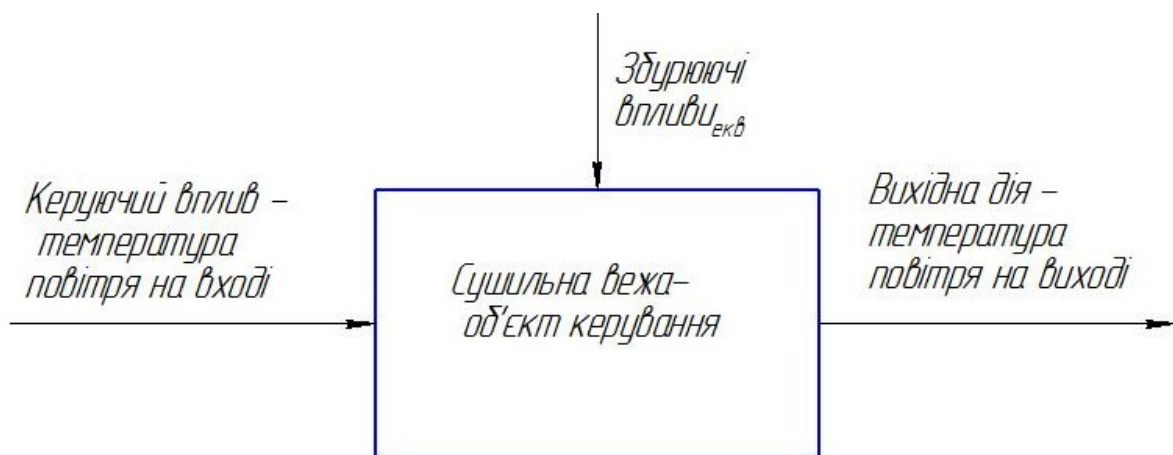 Збурюючі
впливиекв
Керуючий вплив –
температура
повітря на вході
Сушильна вежа–
об'єкт керування
Вихідна дія –
температура
повітря на виході